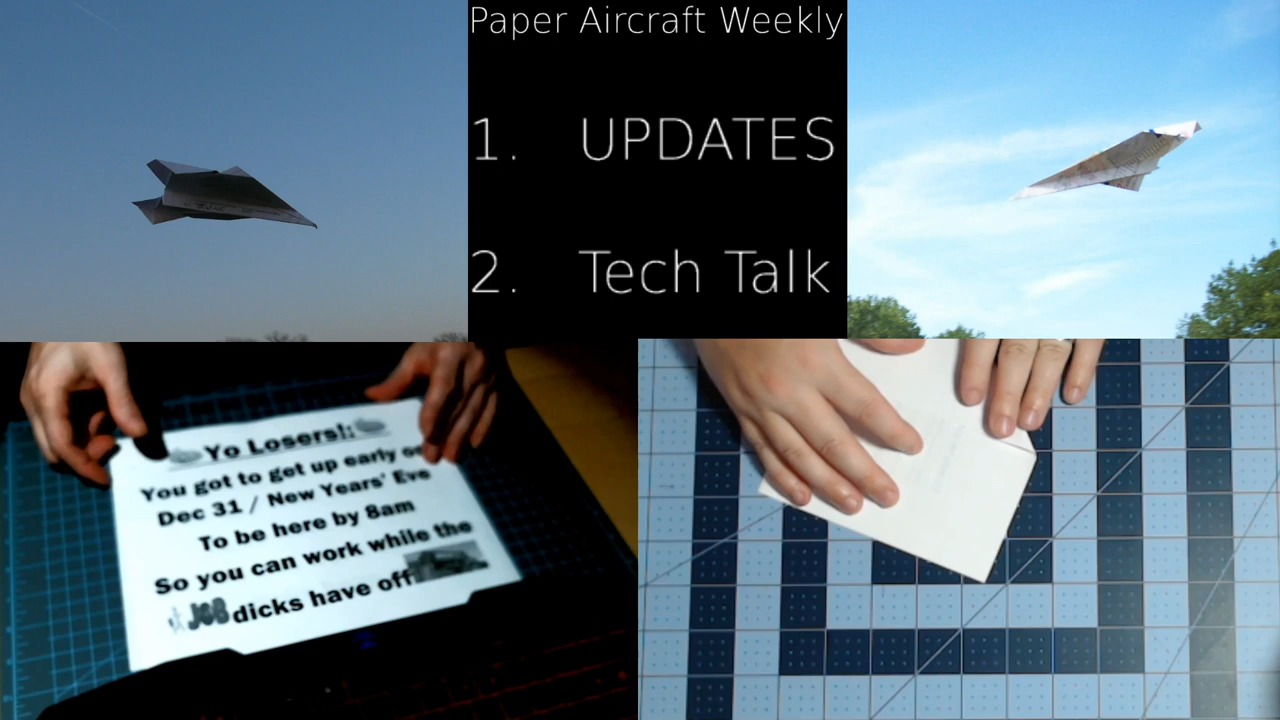 Paper Aircraft Weekly
1. UPDATES
2. Tech Talk
Yo Losers!:
You got to get up early
Dec 31 / New Years' Eve
To be here by 8am
So you can work while the
JOB dicks have off